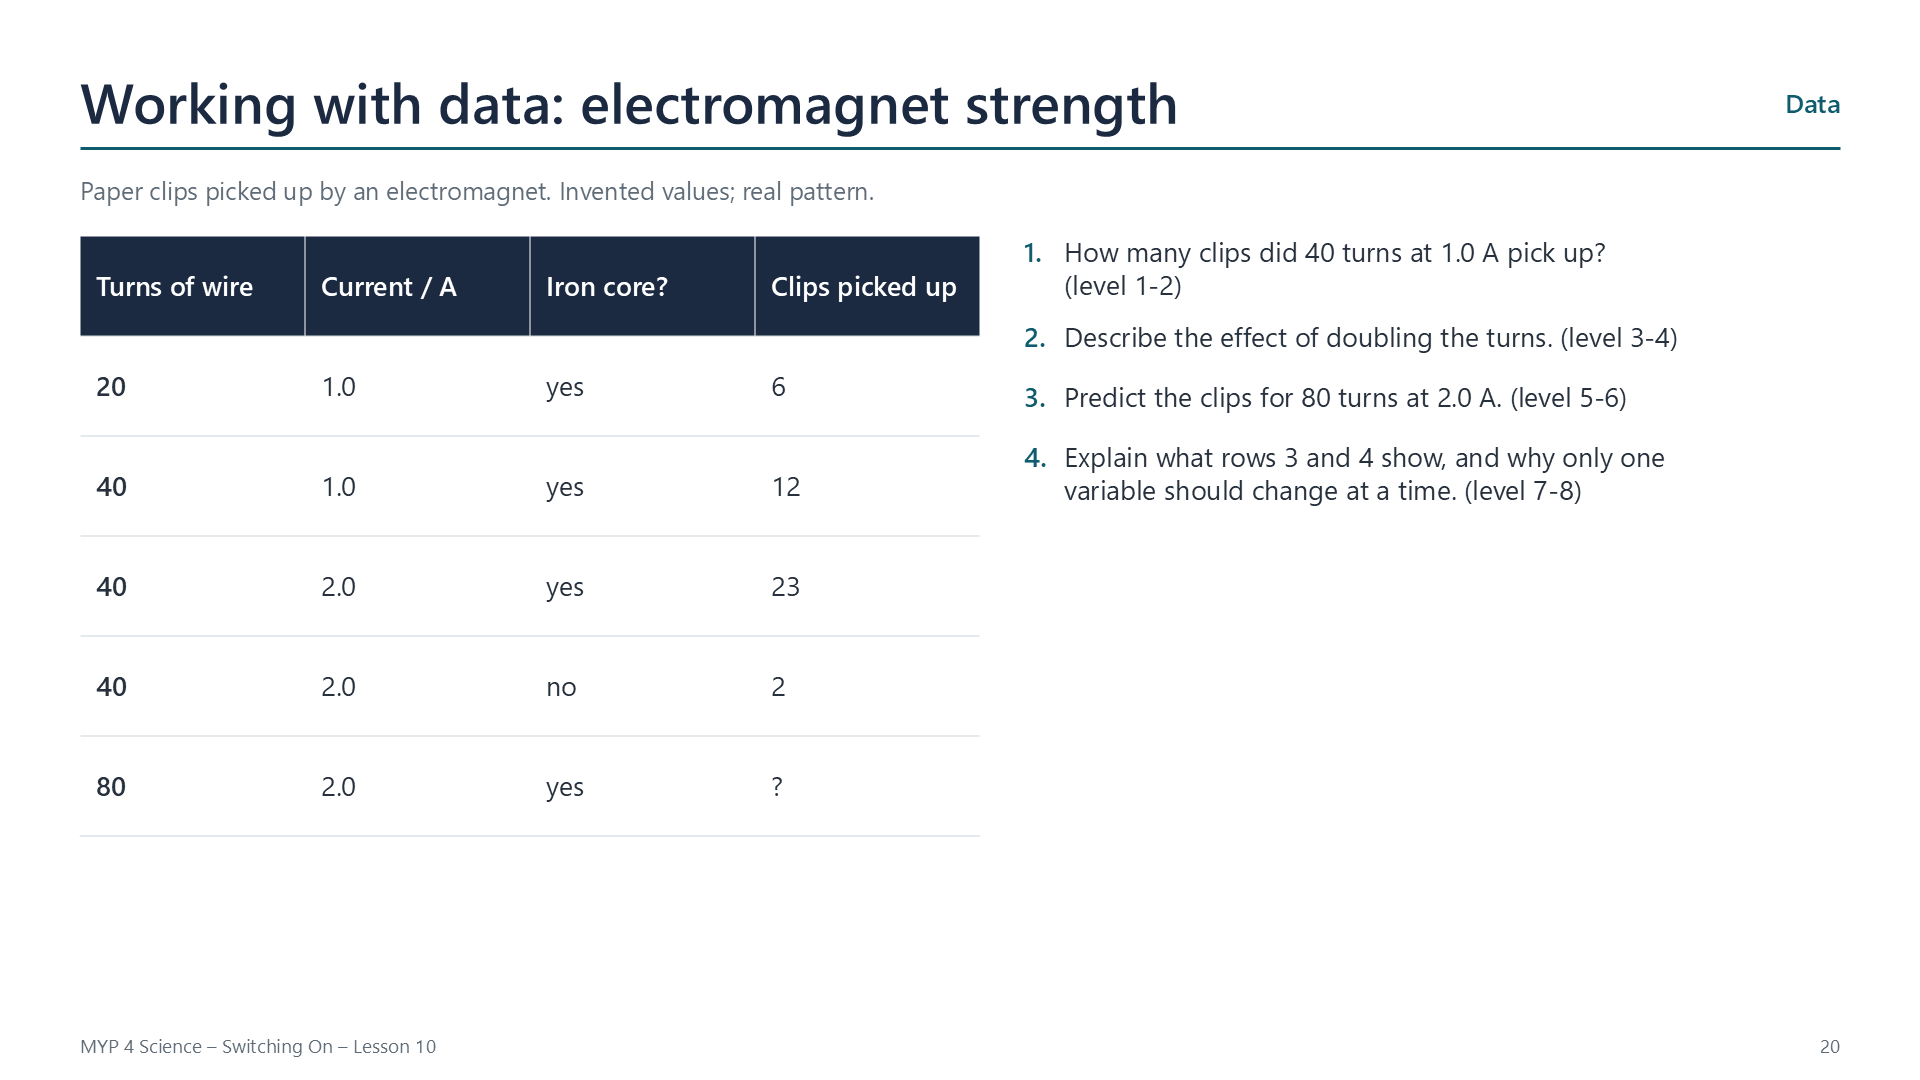 Working with data: electromagnet strength
Data
Paper clips picked up by an electromagnet. Invented values; real pattern.
Turns of wire Current / A Iron core? Clips picked up
20 1.0 yes 6
40 1.0 yes 12
40 2.0 yes 23
40 2.0 no 2
80 2.0 yes ?
1. How many clips did 40 turns at 1.0 A pick up?
(level 1-2)
2. Describe the effect of doubling the turns. (level 3-4)
3. Predict the clips for 80 turns at 2.0 A. (level 5-6)
4. Explain what rows 3 and 4 show, and why only one
variable should change at a time. (level 7-8)
MYP 4 Science – Switching On – Lesson 10
20